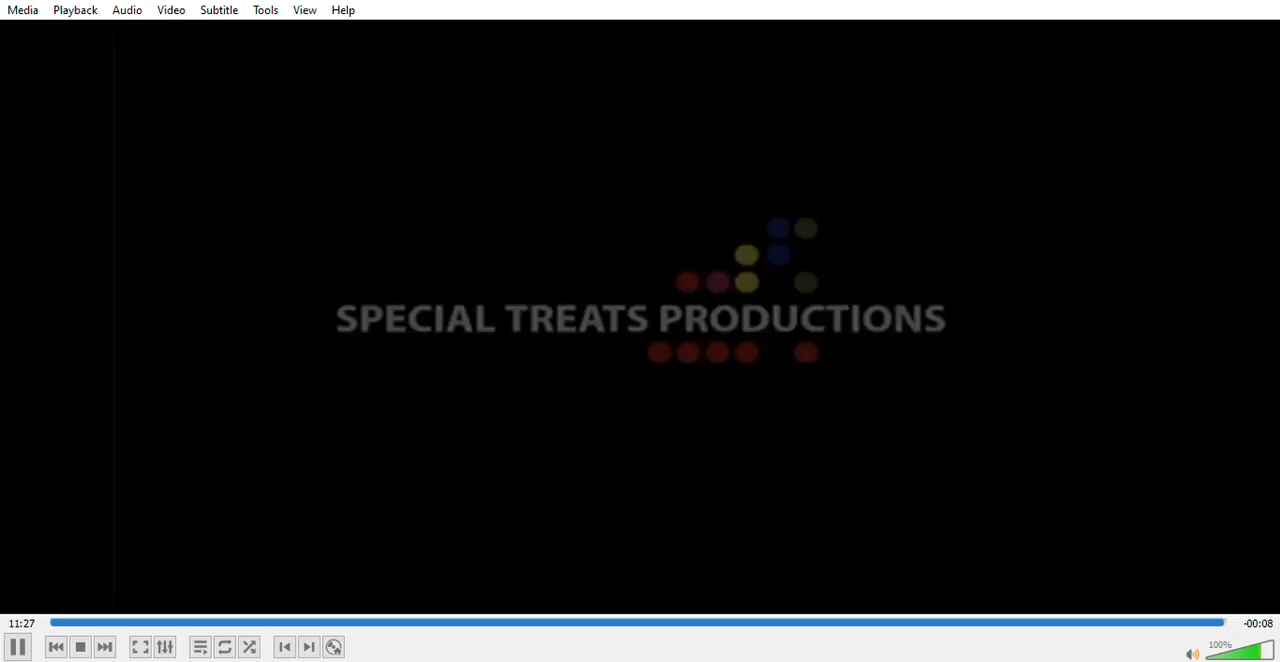 Media Playback Audio Video Subtitle Tools View Help
SPECIAL TREATS PRODUCTIONS
11:27 -00:08
100%